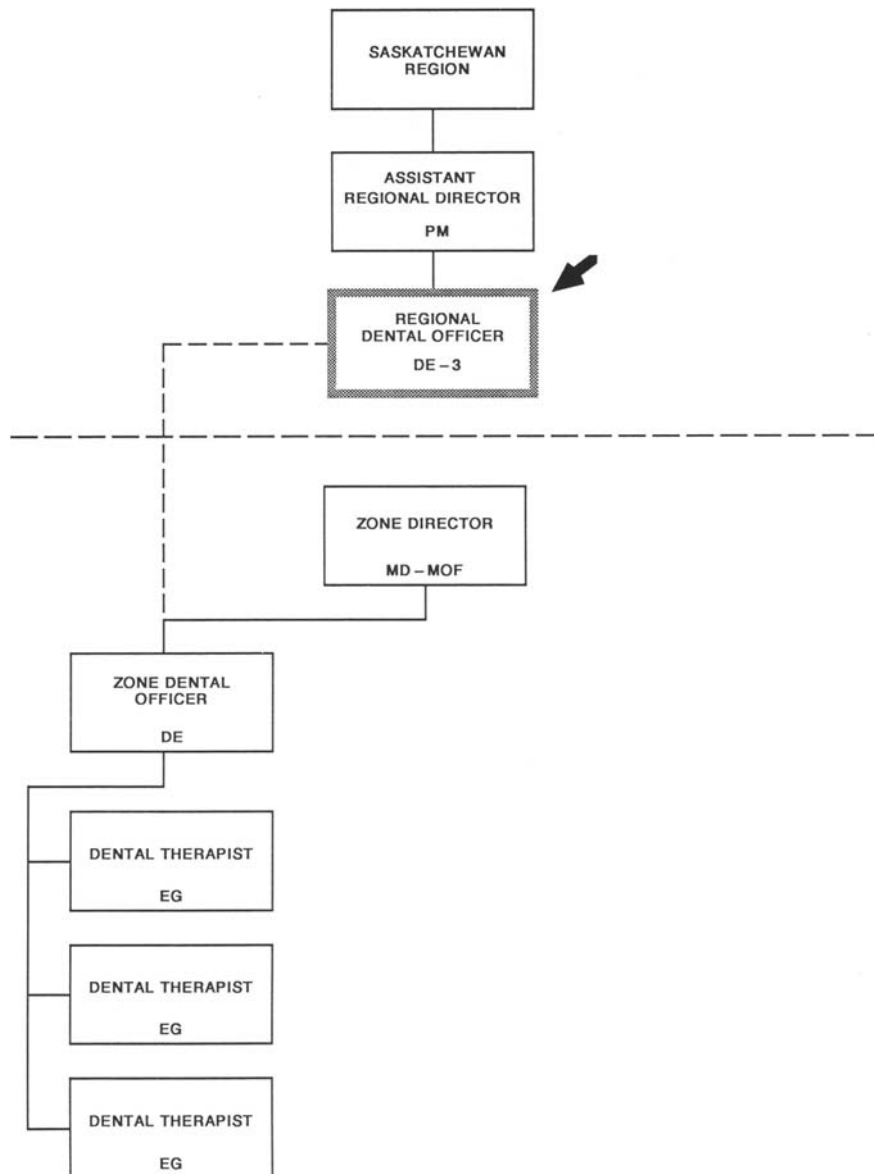 SASKATCHEWAN
REGION
ASSISTANT
REGIONAL DIRECTOR
PM
REGIONAL
DENTAL OFFICER
DE-3
ZONE DIRECTOR
MD-MOF
ZONE DENTAL
OFFICER
DE
DENTAL THERAPIST
EG
DENTAL THERAPIST
EG
DENTAL THERAPIST
EG